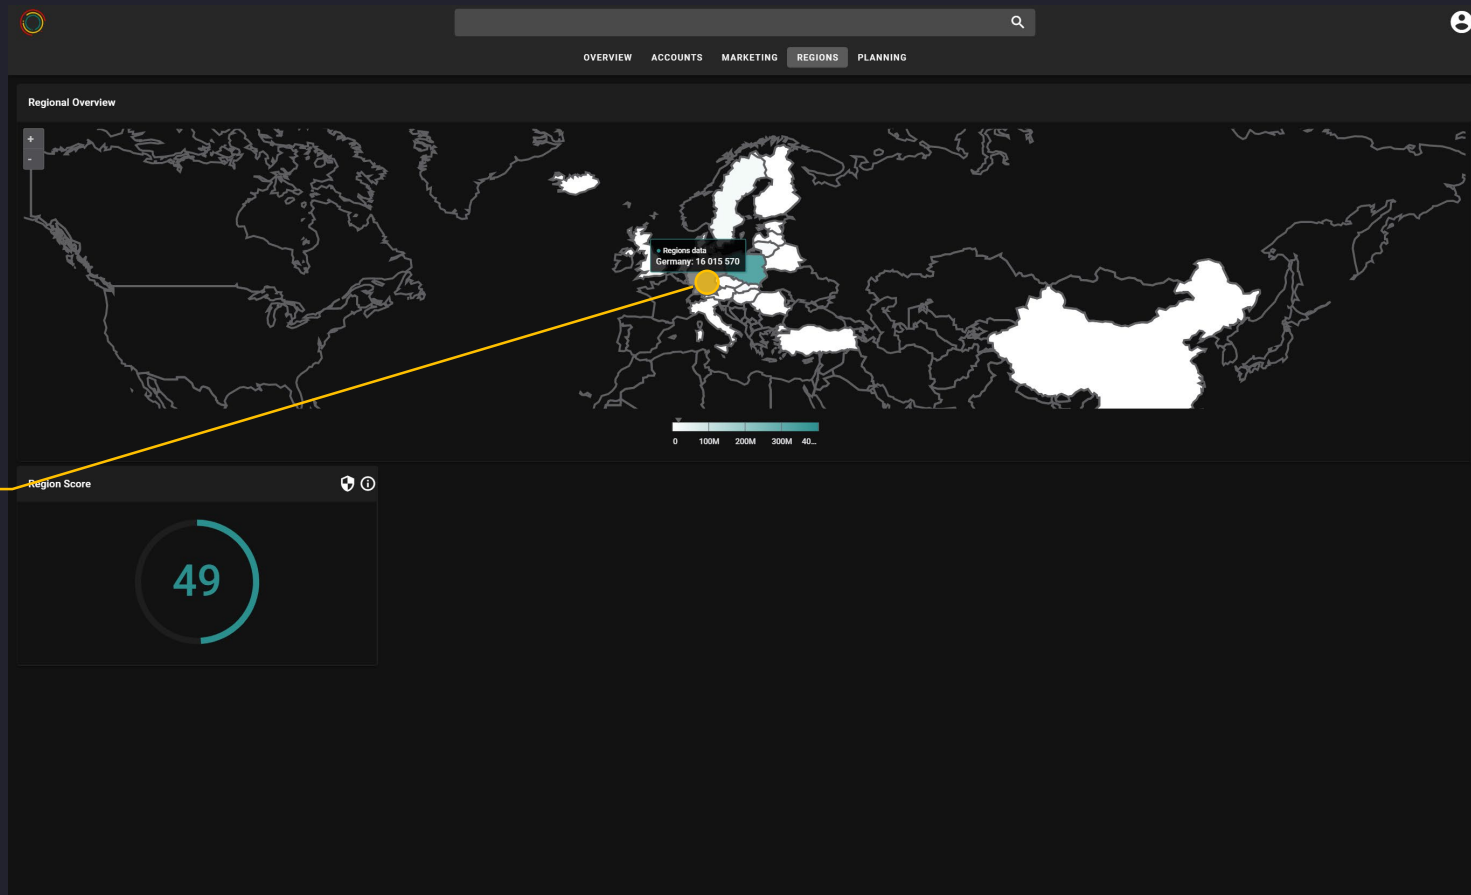 OVERVIEW ACCOUNTS MARKETING REGIONS PLANNING
Regional Overview
+
-
Regions data
Germany: 16 015 570
0 100M 200M 300M 40...
Region Score
49